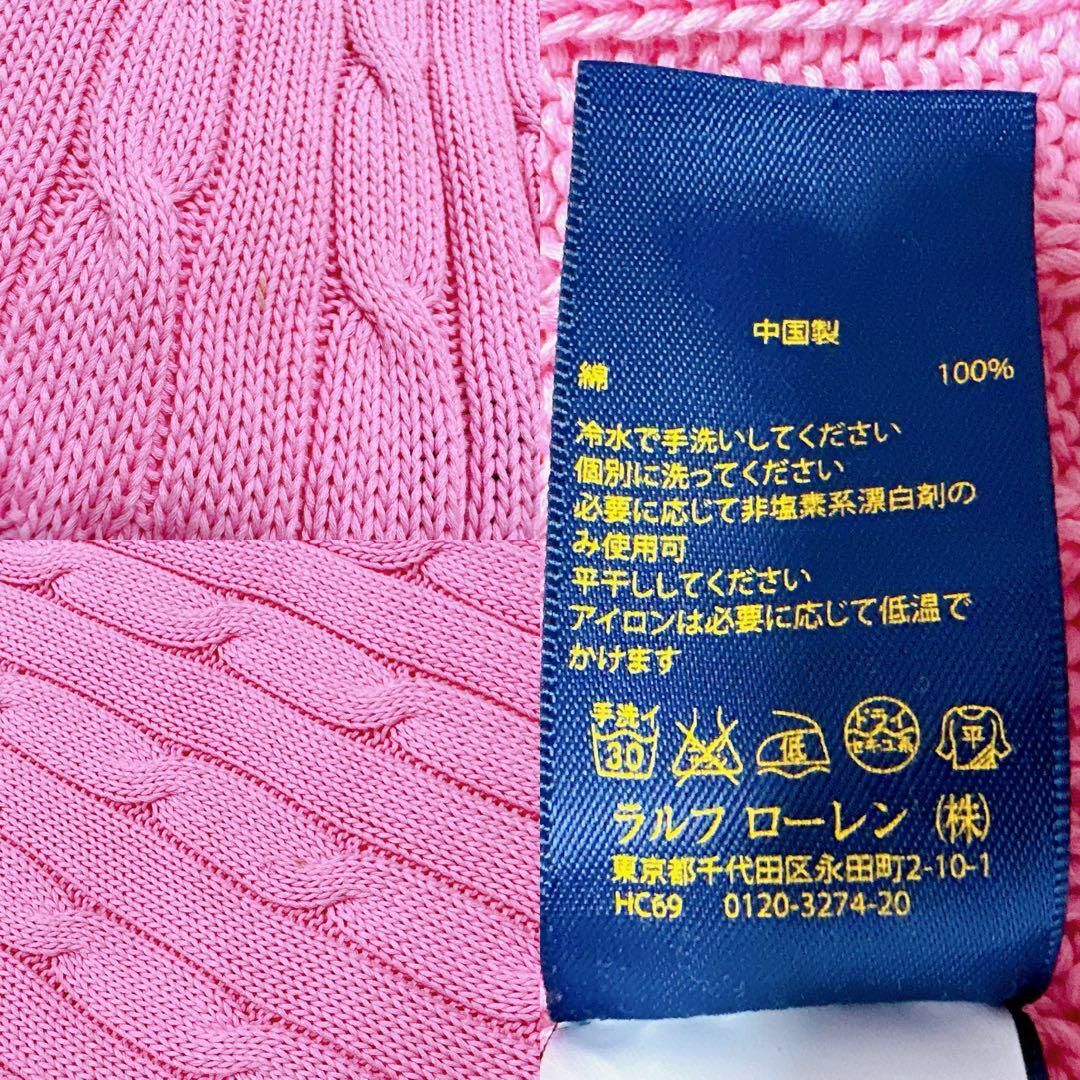 中国製
綿 100%
冷水で手洗いしてください
個別に洗ってください
必要に応じて非塩素系漂白剤の
み使用可
平干ししてください
アイロンは必要に応じて低温で
かけます
手洗イ
30
低
ドライ
セキユ系
平
ラルフ ローレン (株)
東京都千代田区永田町2-10-1
HC69 0120-3274-20